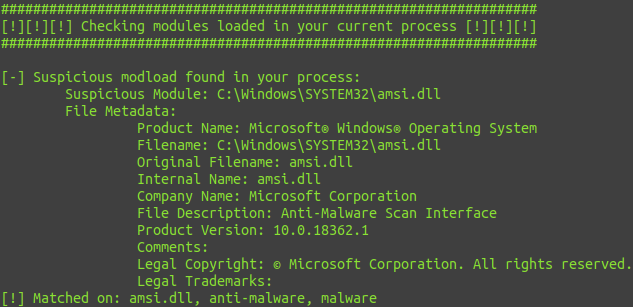 ###################################################################
[!][!][!] Checking modules loaded in your current process [!][!][!]
###################################################################
[-] Suspicious modload found in your process:
Suspicious Module: C:\Windows\SYSTEM32\amsi.dll
File Metadata:
Product Name: Microsoft® Windows® Operating System
Filename: C:\Windows\SYSTEM32\amsi.dll
Original Filename: amsi.dll
Internal Name: amsi.dll
Company Name: Microsoft Corporation
File Description: Anti-Malware Scan Interface
Product Version: 10.0.18362.1
Comments:
Legal Copyright: © Microsoft Corporation. All rights reserved.
Legal Trademarks:
[!] Matched on: amsi.dll, anti-malware, malware